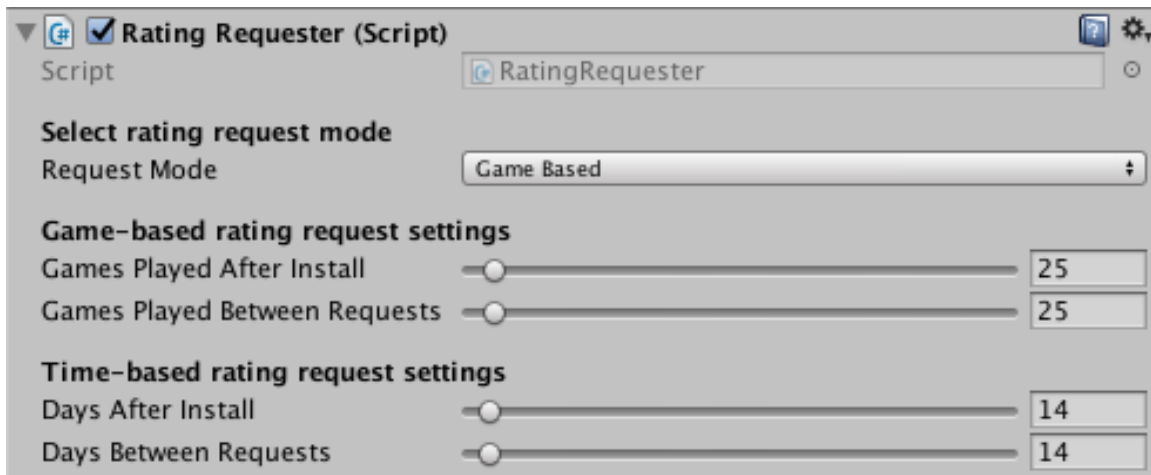 Rating Requester (Script)
Script RatingRequester
Select rating request mode
Request Mode Game Based
Game-based rating request settings
Games Played After Install 25
Games Played Between Requests 25
Time-based rating request settings
Days After Install 14
Days Between Requests 14